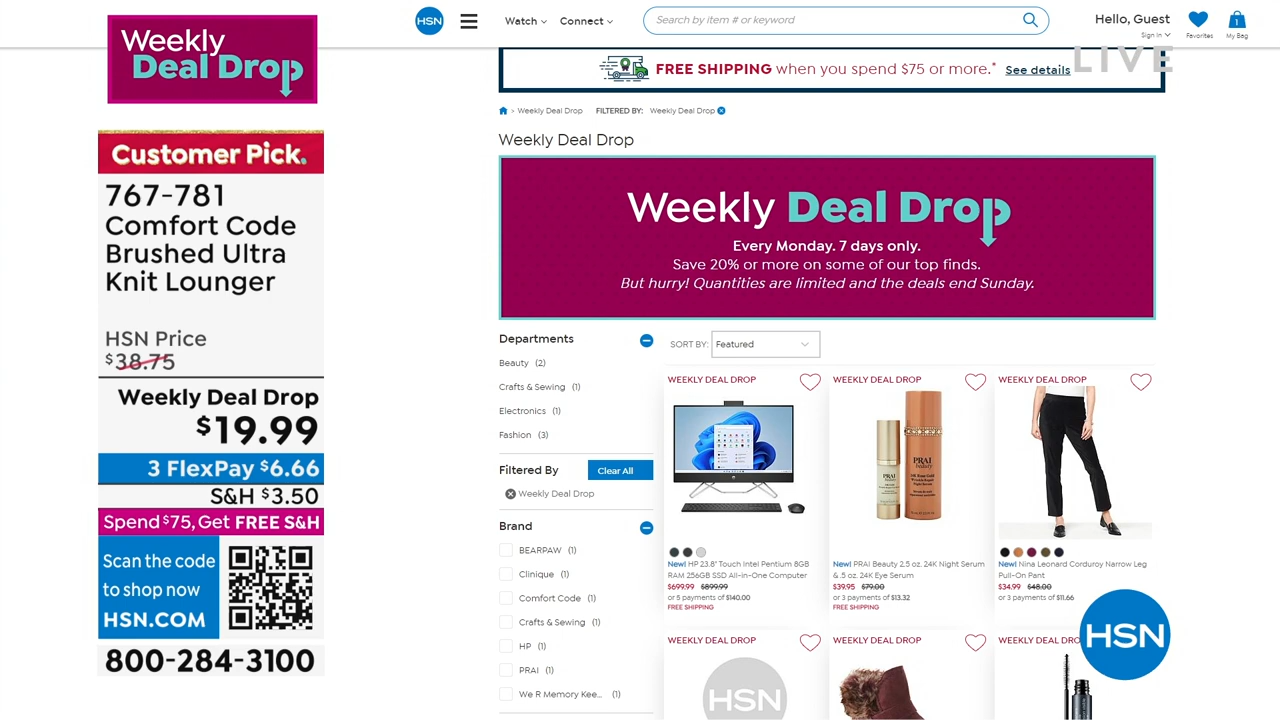 Weekly
Deal Drop
Customer Pick.
767-781
Comfort Code
Brushed Ultra
Knit Lounger
HSN Price
$38.75
Weekly Deal Drop
$19.99
3 FlexPay $6.66
S&H $3.50
Spend $75, Get FREE S&H
Scan the code
to shop now
HSN.COM
800-284-3100
HSN
Watch
Connect
Search by item # or keyword
Hello, Guest
Sign in
Favorites
1
My Bag
LIVE
FREE SHIPPING when you spend $75 or more.* See details
> Weekly Deal Drop FILTERED BY: Weekly Deal Drop
Weekly Deal Drop
Weekly Deal Drop
Every Monday. 7 days only.
Save 20% or more on some of our top finds.
But hurry! Quantities are limited and the deals end Sunday.
Departments
Beauty (2)
Crafts & Sewing (1)
Electronics (1)
Fashion (3)
Filtered By Clear All
Weekly Deal Drop
Brand
BEARPAW (1)
Clinique (1)
Comfort Code (1)
Crafts & Sewing (1)
HP (1)
PRAI (1)
We R Memory Kee... (1)
SORT BY: Featured
WEEKLY DEAL DROP
New! HP 23.8" Touch Intel Pentium 8GB
RAM 256GB SSD All-in-One Computer
$699.99 $899.99
or 5 payments of $140.00
FREE SHIPPING
WEEKLY DEAL DROP
PRAI
beauty
PRAI
beauty
New! PRAI Beauty 2.5 oz. 24K Night Serum
& .5 oz. 24K Eye Serum
$39.95 $79.00
or 3 payments of $13.32
FREE SHIPPING
WEEKLY DEAL DROP
New! Nina Leonard Corduroy Narrow Leg
Pull-On Pant
$34.99 $48.00
or 3 payments of $11.66
WEEKLY DEAL DROP
HSN
WEEKLY DEAL DROP
WEEKLY DEAL DRO
HSN